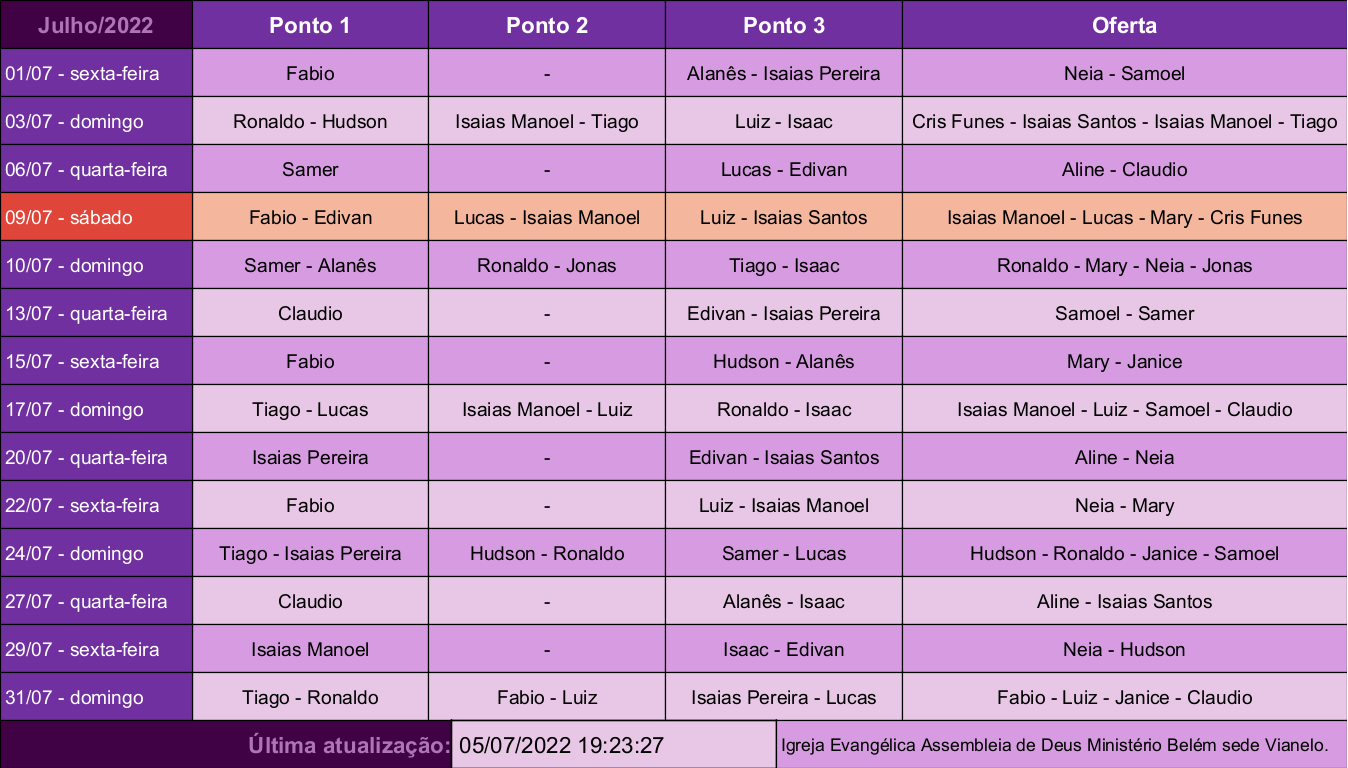 Julho/2022 Ponto 1 Ponto 2 Ponto 3 Oferta
01/07 - sexta-feira Fabio - Alanês - Isaias Pereira Neia - Samoel
03/07 - domingo Ronaldo - Hudson Isaias Manoel - Tiago Luiz - Isaac Cris Funes - Isaias Santos - Isaias Manoel - Tiago
06/07 - quarta-feira Samer - Lucas - Edivan Aline - Claudio
09/07 - sábado Fabio - Edivan Lucas - Isaias Manoel Luiz - Isaias Santos Isaias Manoel - Lucas - Mary - Cris Funes
10/07 - domingo Samer - Alanês Ronaldo - Jonas Tiago - Isaac Ronaldo - Mary - Neia - Jonas
13/07 - quarta-feira Claudio - Edivan - Isaias Pereira Samoel - Samer
15/07 - sexta-feira Fabio - Hudson - Alanês Mary - Janice
17/07 - domingo Tiago - Lucas Isaias Manoel - Luiz Ronaldo - Isaac Isaias Manoel - Luiz - Samoel - Claudio
20/07 - quarta-feira Isaias Pereira - Edivan - Isaias Santos Aline - Neia
22/07 - sexta-feira Fabio - Luiz - Isaias Manoel Neia - Mary
24/07 - domingo Tiago - Isaias Pereira Hudson - Ronaldo Samer - Lucas Hudson - Ronaldo - Janice - Samoel
27/07 - quarta-feira Claudio - Alanês - Isaac Aline - Isaias Santos
29/07 - sexta-feira Isaias Manoel - Isaac - Edivan Neia - Hudson
31/07 - domingo Tiago - Ronaldo Fabio - Luiz Isaias Pereira - Lucas Fabio - Luiz - Janice - Claudio
Última atualização: 05/07/2022 19:23:27 Igreja Evangélica Assembleia de Deus Ministério Belém sede Vianelo.